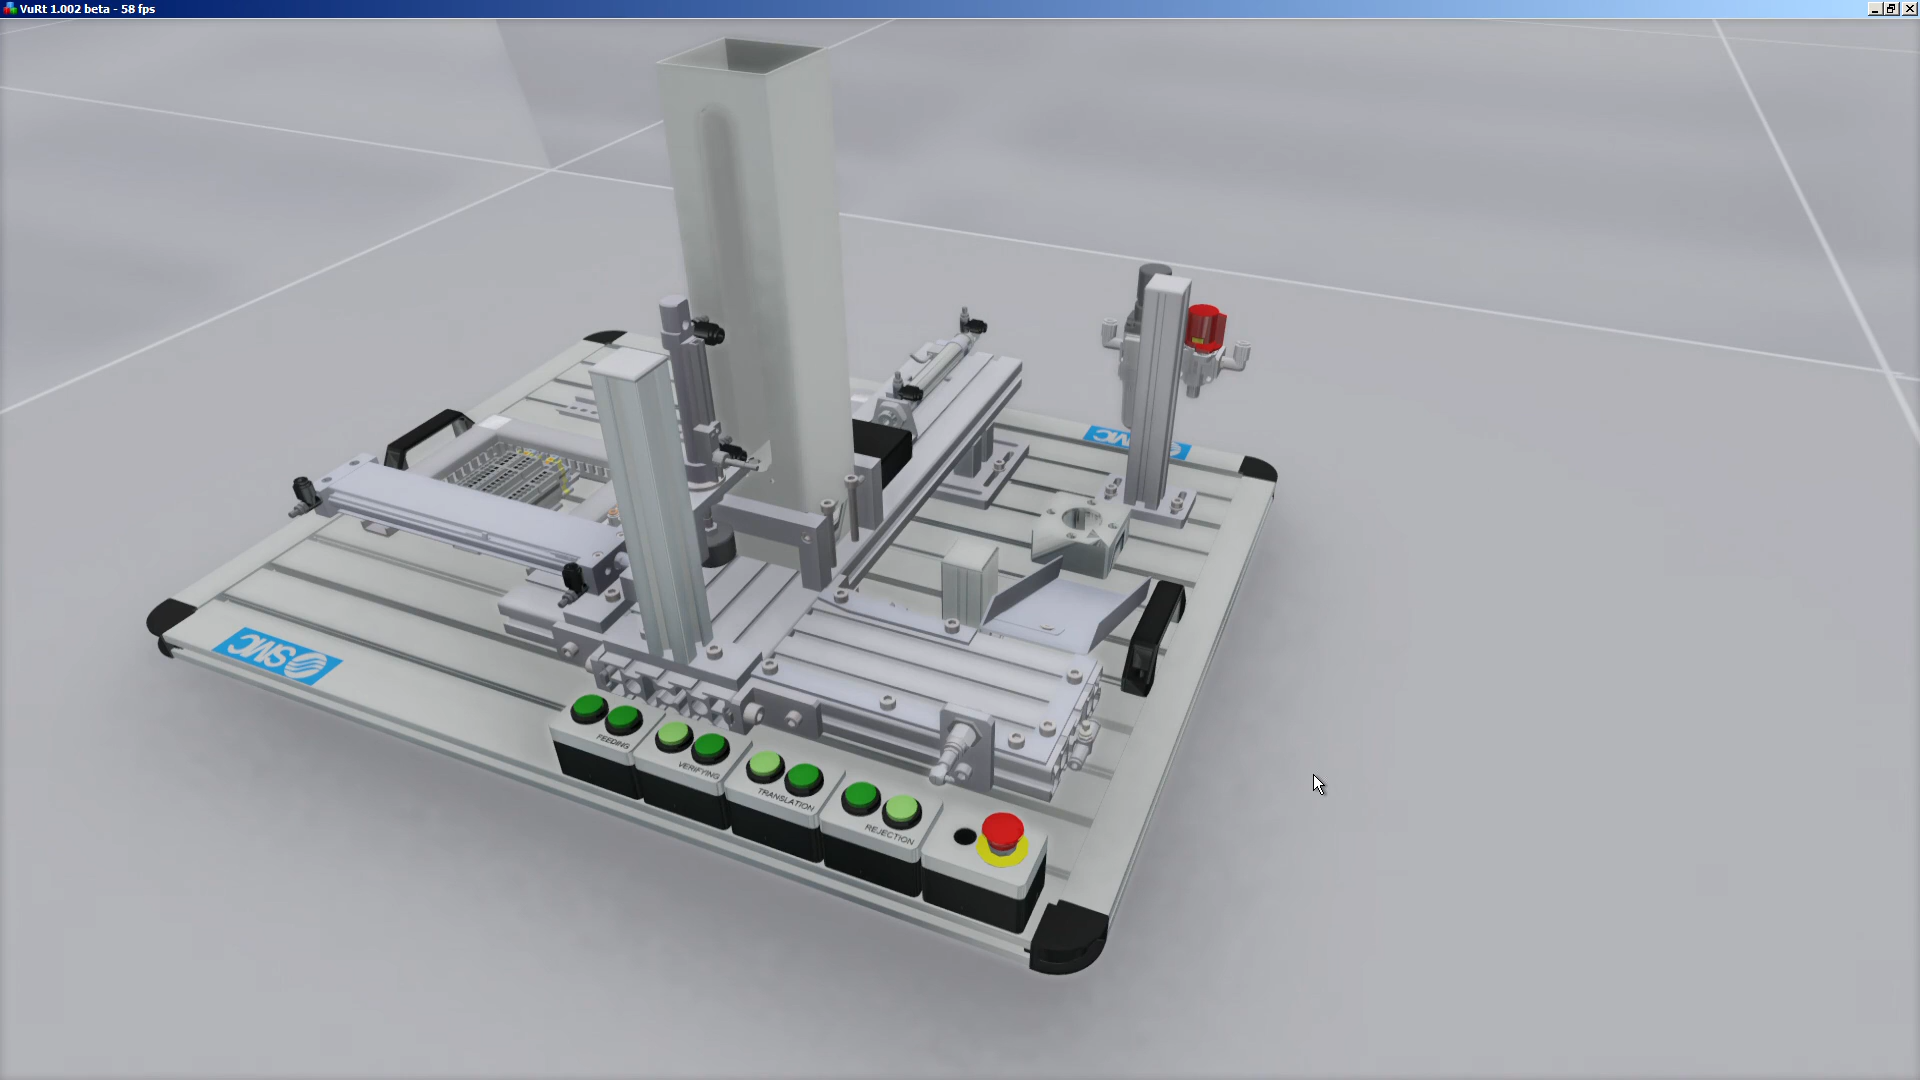 VuRt 1.002 beta - 58 fps
SMC
SMC
FEEDING
VERIFYING
TRANSLATION
REJECTION